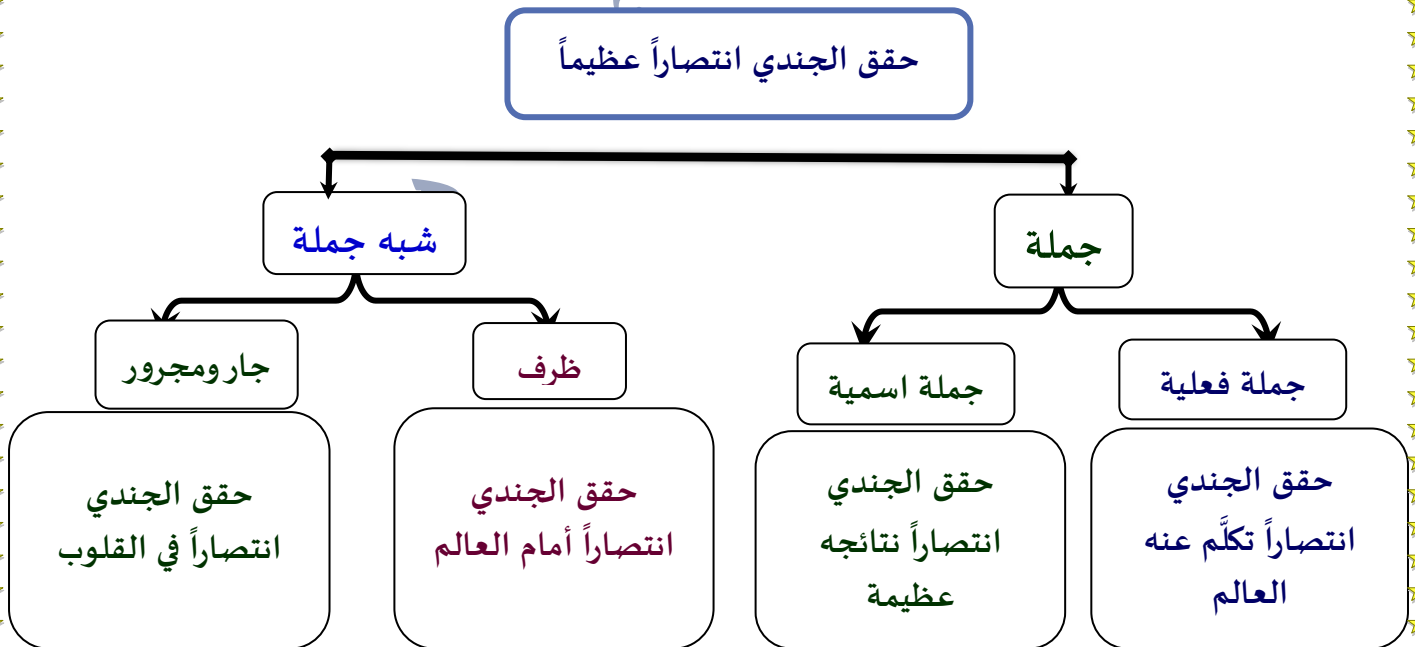 حقق الجندي انتصاراً عظيماً
جملة
شبه جملة
جملة فعلية
جملة اسمية
ظرف
جار ومجرور
حقق الجندي
انتصاراً تكلَّم عنه
العالم
حقق الجندي
انتصاراً نتائجه
عظيمة
حقق الجندي
انتصاراً أمام العالم
حقق الجندي
انتصاراً في القلوب